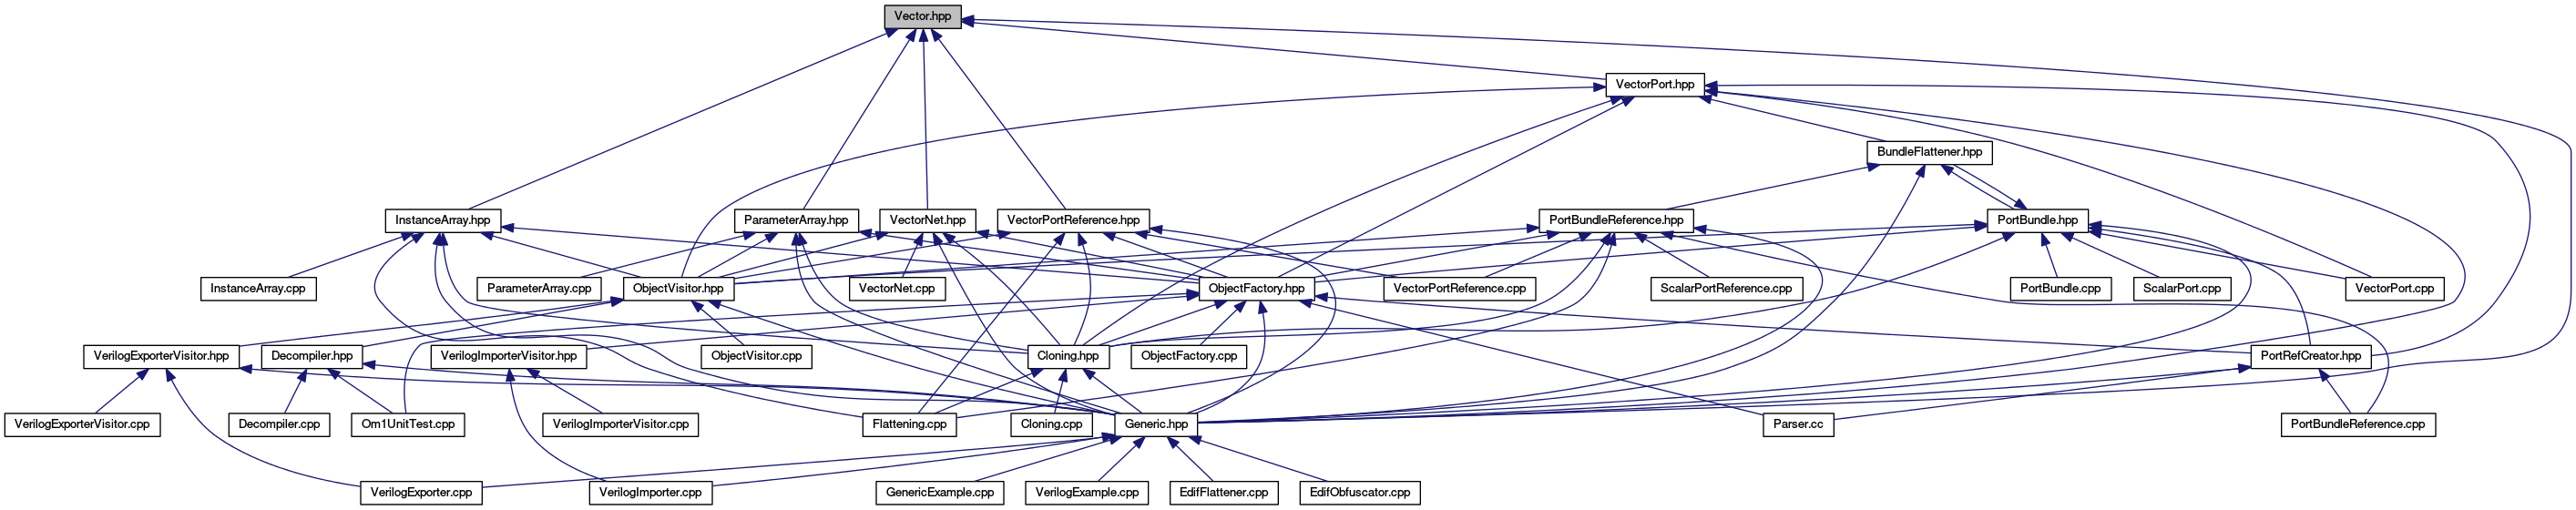 Vector.hpp
VectorPort.hpp
BundleFlattener.hpp
InstanceArray.hpp
ParameterArray.hpp
VectorNet.hpp
VectorPortReference.hpp
PortBundleReference.hpp
PortBundle.hpp
InstanceArray.cpp
ParameterArray.cpp
ObjectVisitor.hpp
VectorNet.cpp
ObjectFactory.hpp
VectorPortReference.cpp
ScalarPortReference.cpp
PortBundle.cpp
ScalarPort.cpp
VectorPort.cpp
VerilogExporterVisitor.hpp
Decompiler.hpp
VerilogImporterVisitor.hpp
ObjectVisitor.cpp
Cloning.hpp
ObjectFactory.cpp
PortRefCreator.hpp
VerilogExporterVisitor.cpp
Decompiler.cpp
Om1UnitTest.cpp
VerilogImporterVisitor.cpp
Flattening.cpp
Cloning.cpp
Generic.hpp
Parser.cc
PortBundleReference.cpp
VerilogExporter.cpp
VerilogImporter.cpp
GenericExample.cpp
VerilogExample.cpp
EdifFlattener.cpp
EdifObfuscator.cpp